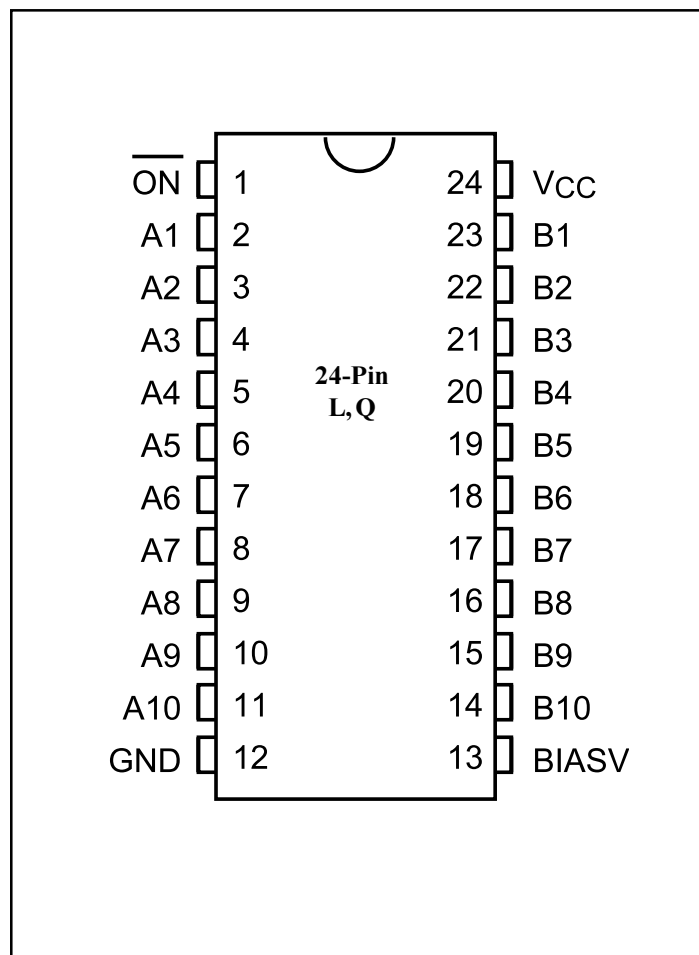 O̅N̅ 1 24 VCC
A1 2 23 B1
A2 3 22 B2
A3 4 21 B3
24-Pin
L, Q
A4 5 20 B4
A5 6 19 B5
A6 7 18 B6
A7 8 17 B7
A8 9 16 B8
A9 10 15 B9
A10 11 14 B10
GND 12 13 BIASV